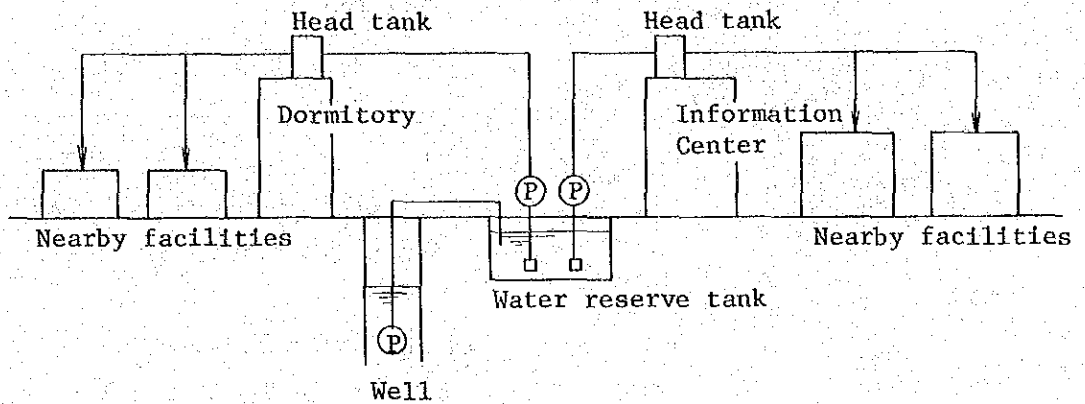 Head tank
Head tank
Dormitory
Information
Center
P
P
Nearby facilities
Nearby facilities
Water reserve tank
P
Well